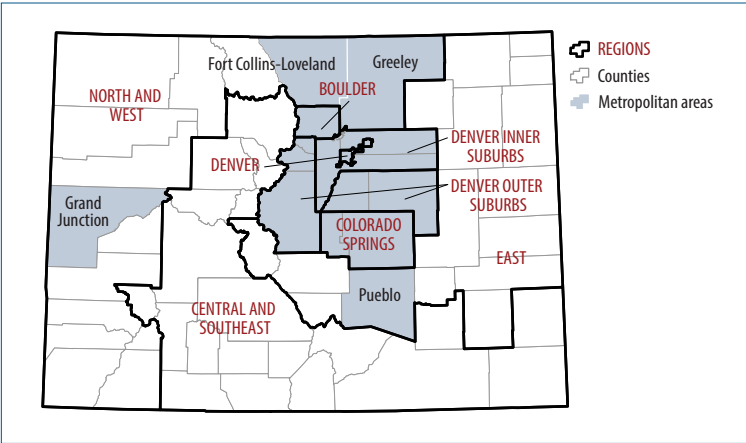 Fort Collins-Loveland
Greeley
BOULDER
NORTH AND
WEST
DENVER
DENVER INNER
SUBURBS
DENVER OUTER
SUBURBS
Grand
Junction
COLORADO
SPRINGS
EAST
Pueblo
CENTRAL AND
SOUTHEAST
REGIONS
Counties
Metropolitan areas